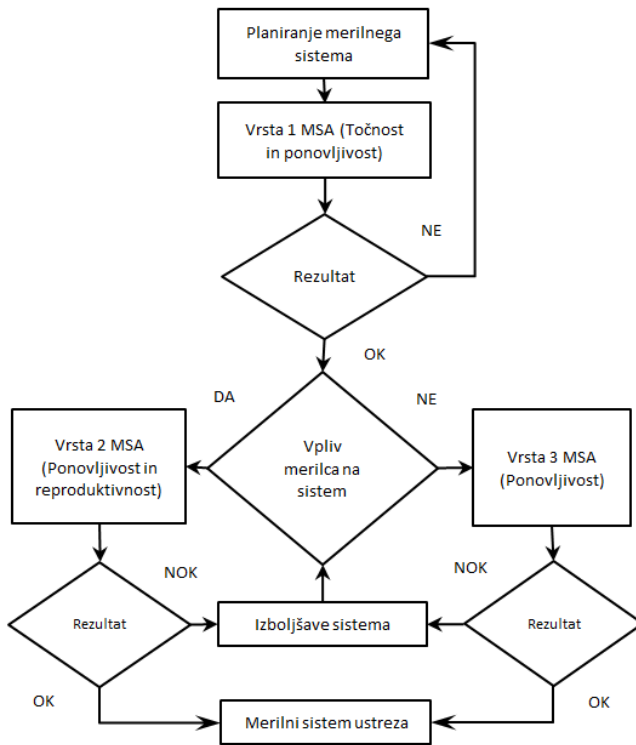 Planiranje merilnega
sistema
Vrsta 1 MSA (Točnost
in ponovljivost)
NE
Rezultat
OK
DA
NE
Vrsta 2 MSA
(Ponovljivost in
reproduktivnost)
Vpliv
merilca na
sistem
Vrsta 3 MSA
(Ponovljivost)
NOK
NOK
Rezultat
Izboljšave sistema
Rezultat
OK
OK
Merilni sistem ustreza